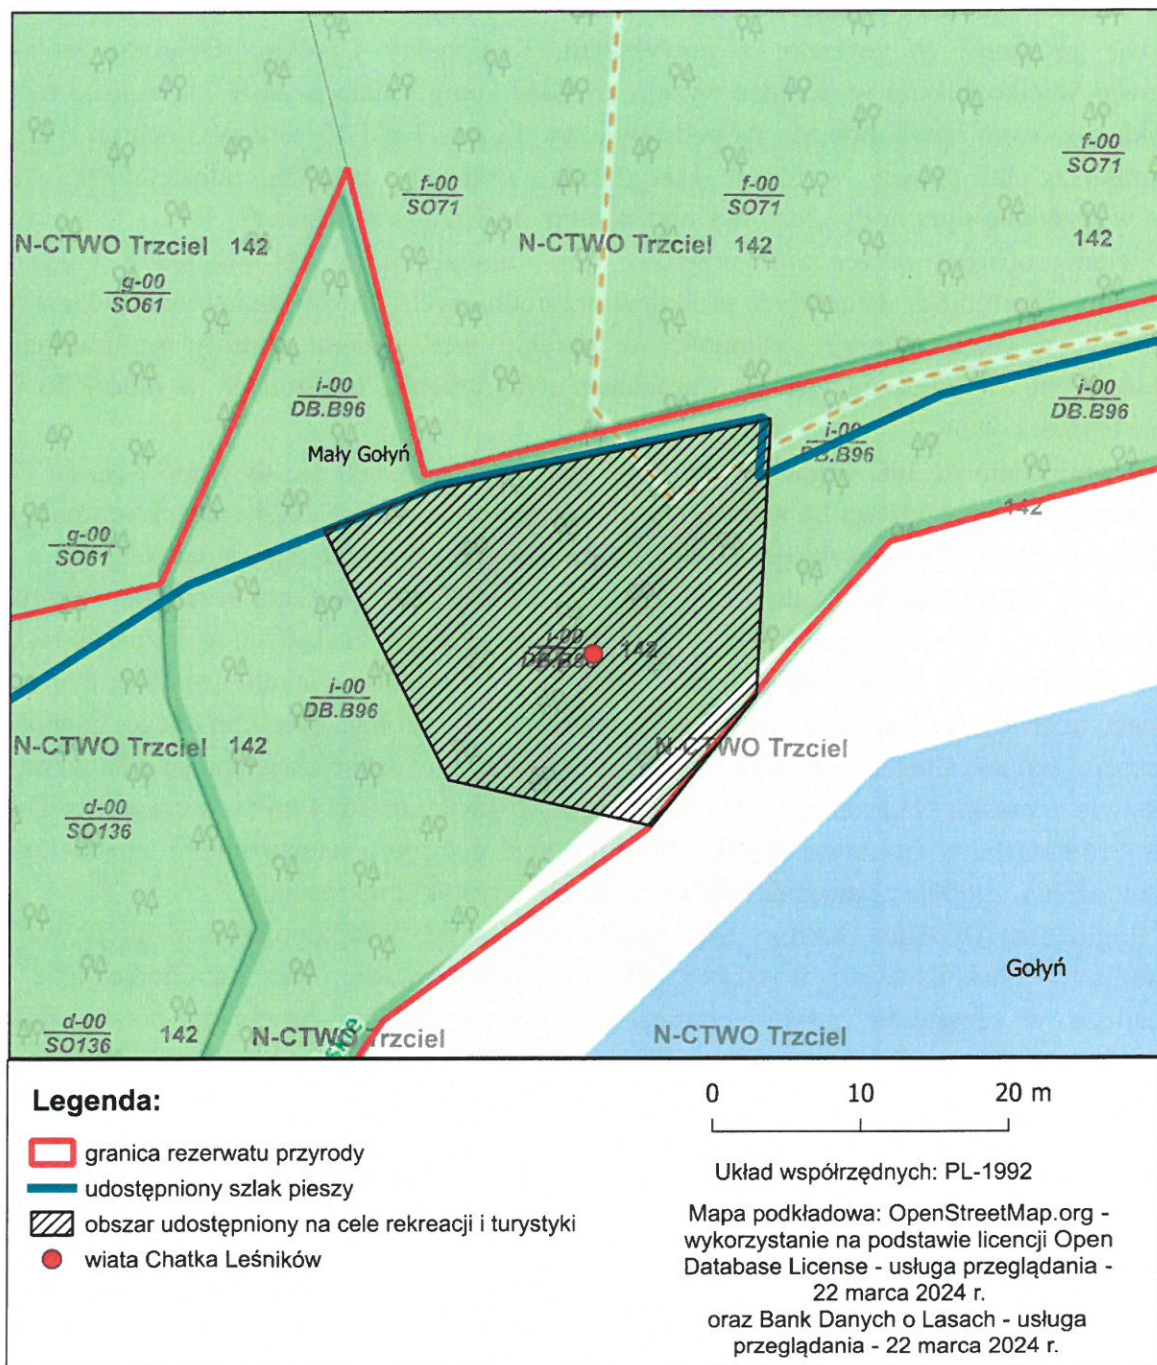 f-00
SO71
f-00
SO71
f-00
SO71
N-CTWO Trzciel 142
N-CTWO Trzciel 142
142
g-00
SO61
i-00
DB.B96
i-00
DB.B96
i-00
DB.B96
Mały Gołyń
142
g-00
SO61
i-00
142
i-00
DB.B96
N-CTWO Trzciel 142
N-CTWO Trzciel
d-00
SO136
Gołyń
d-00
SO136
142
N-CTWO Trzciel
N-CTWO Trzciel
Legenda:
granica rezerwatu przyrody
udostępniony szlak pieszy
obszar udostępniony na cele rekreacji i turystyki
wiata Chatka Leśników
0 10 20 m
Układ współrzędnych: PL-1992
Mapa podkładowa: OpenStreetMap.org -
wykorzystanie na podstawie licencji Open
Database License - usługa przeglądania -
22 marca 2024 r.
oraz Bank Danych o Lasach - usługa
przeglądania - 22 marca 2024 r.